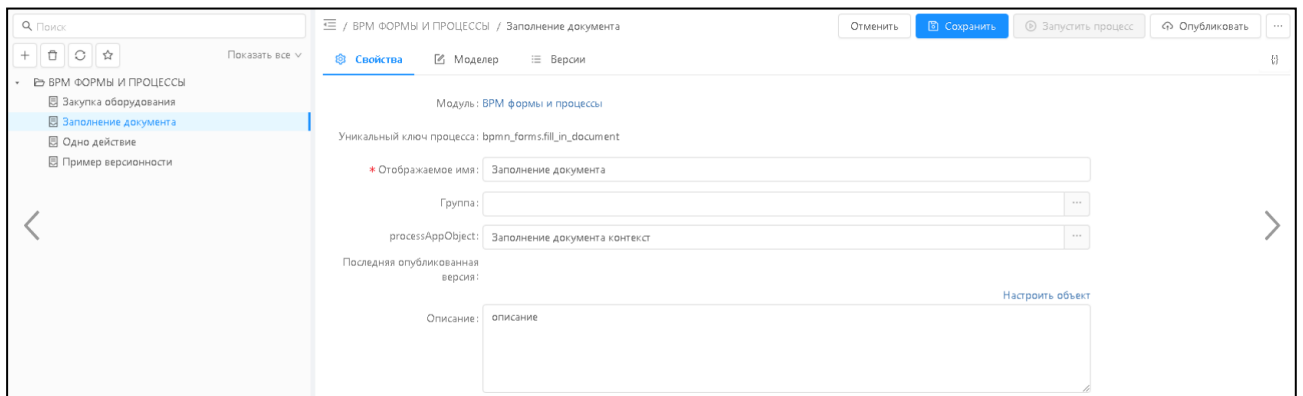 Поиск
Показать все
BPM ФОРМЫ И ПРОЦЕССЫ
Закупка оборудования
Заполнение документа
Одно действие
Пример версионности
/ BPM ФОРМЫ И ПРОЦЕССЫ / Заполнение документа
Отменить Сохранить Запустить процесс Опубликовать ...
Свойства Моделер Версии
Модуль: BPM формы и процессы
Уникальный ключ процесса: bpmn_forms.fill_in_document
* Отображаемое имя: Заполнение документа
Группа: ...
processAppObject: Заполнение документа контекст ...
Последняя опубликованная
версия:
Настроить объект
Описание: описание